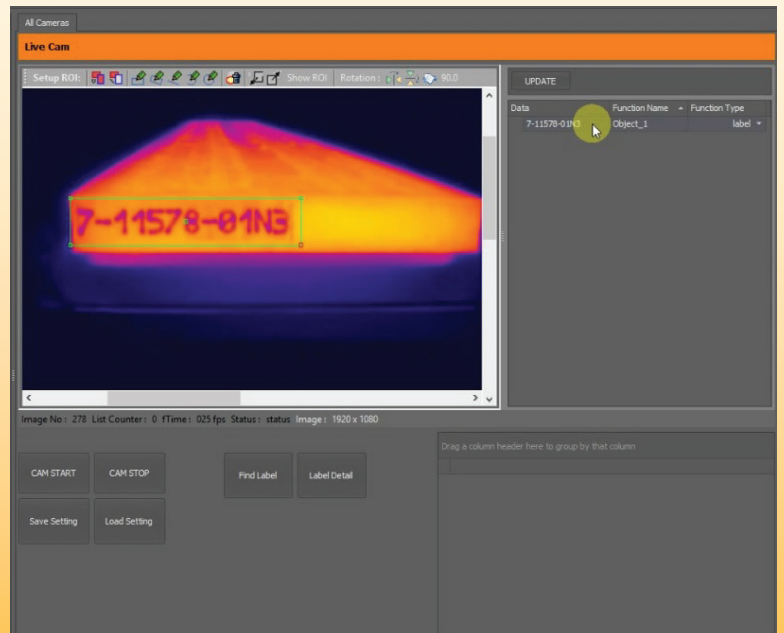 All Cameras
Live Cam
Setup ROI: Show ROI Rotation: 90.0
UPDATE
Data Function Name Function Type
7-11578-01N3 Object_1 label
7-11578-01N3
Image No : 278 List Counter : 0 fTime : 025 fps Status : status Image : 1920 x 1080
Drag a column header here to group by that column
CAM START CAM STOP Find Label Label Detail
Save Setting Load Setting